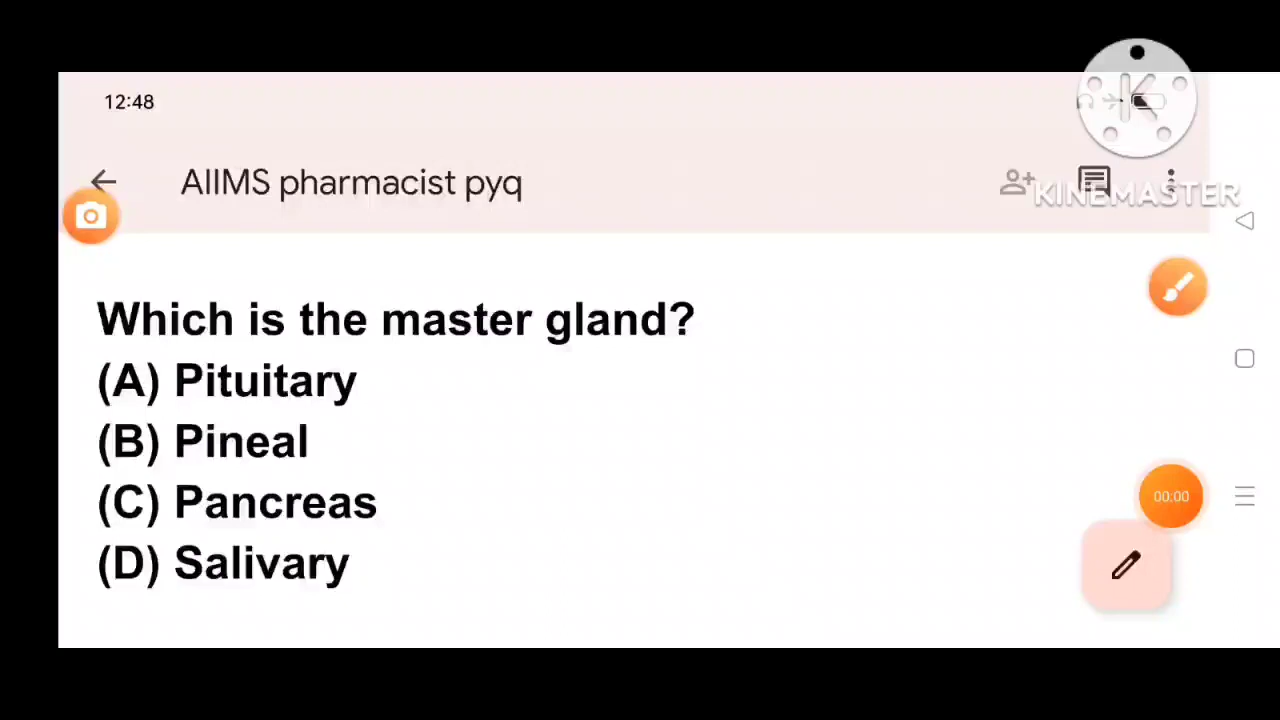 12:48
AIIMS pharmacist pyq
KINEMASTER
Which is the master gland?
(A) Pituitary
(B) Pineal
(C) Pancreas
00:00
(D) Salivary